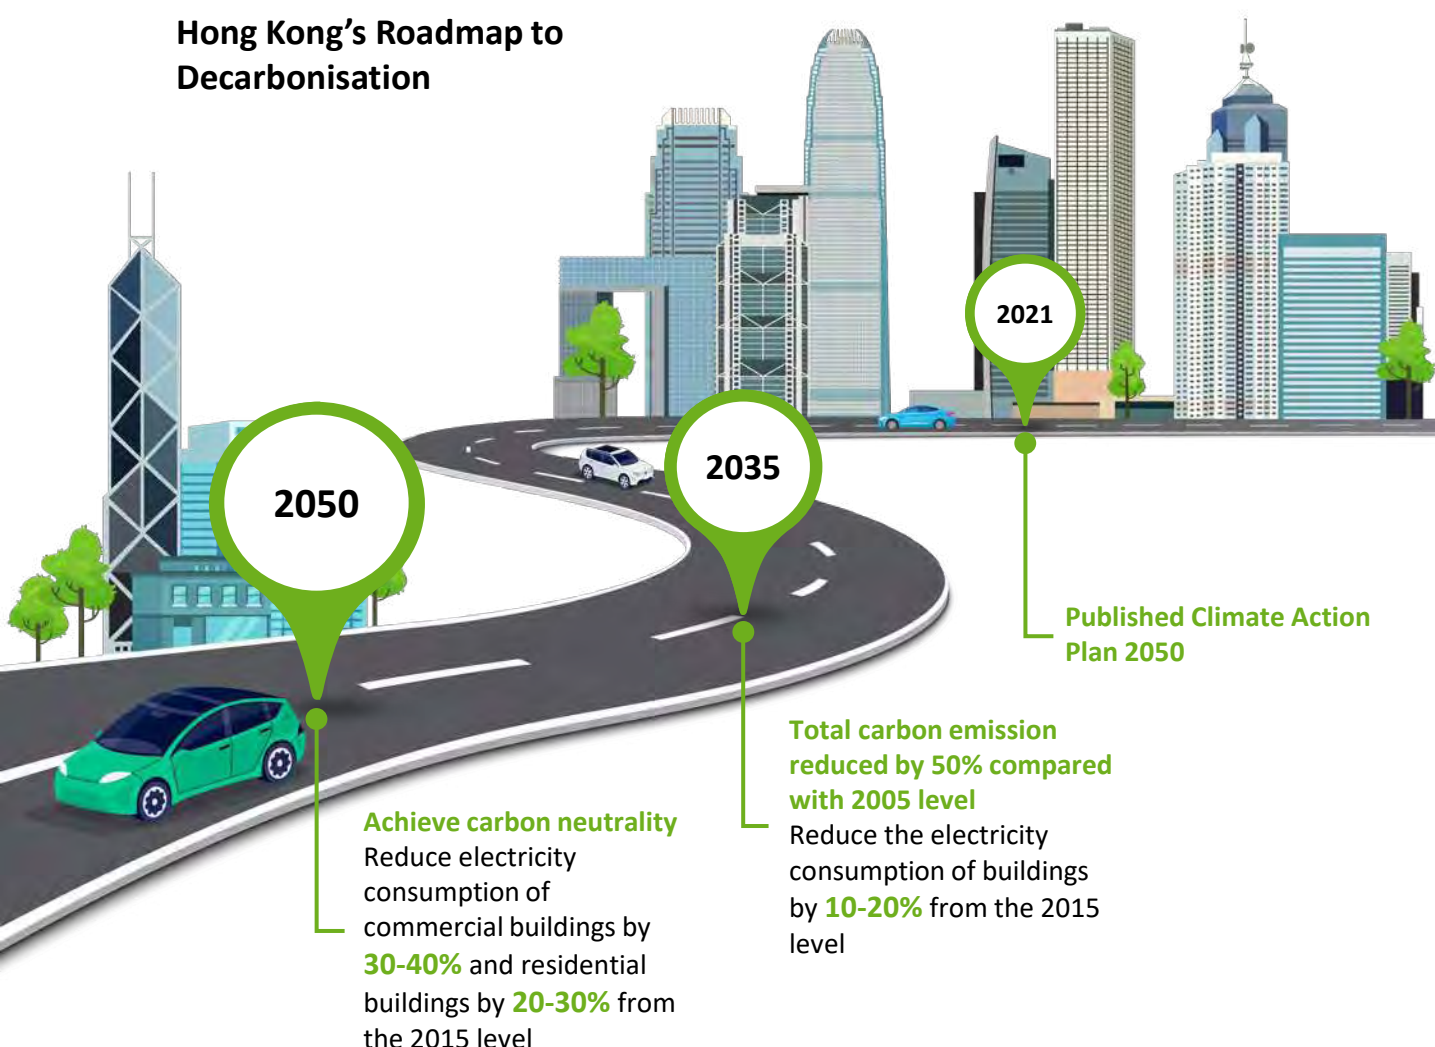 Hong Kong's Roadmap to
Decarbonisation
2021
Published Climate Action
Plan 2050
2035
Total carbon emission
reduced by 50% compared
with 2005 level
Reduce the electricity
consumption of buildings
by 10-20% from the 2015
level
2050
Achieve carbon neutrality
Reduce electricity
consumption of
commercial buildings by
30-40% and residential
buildings by 20-30% from
the 2015 level